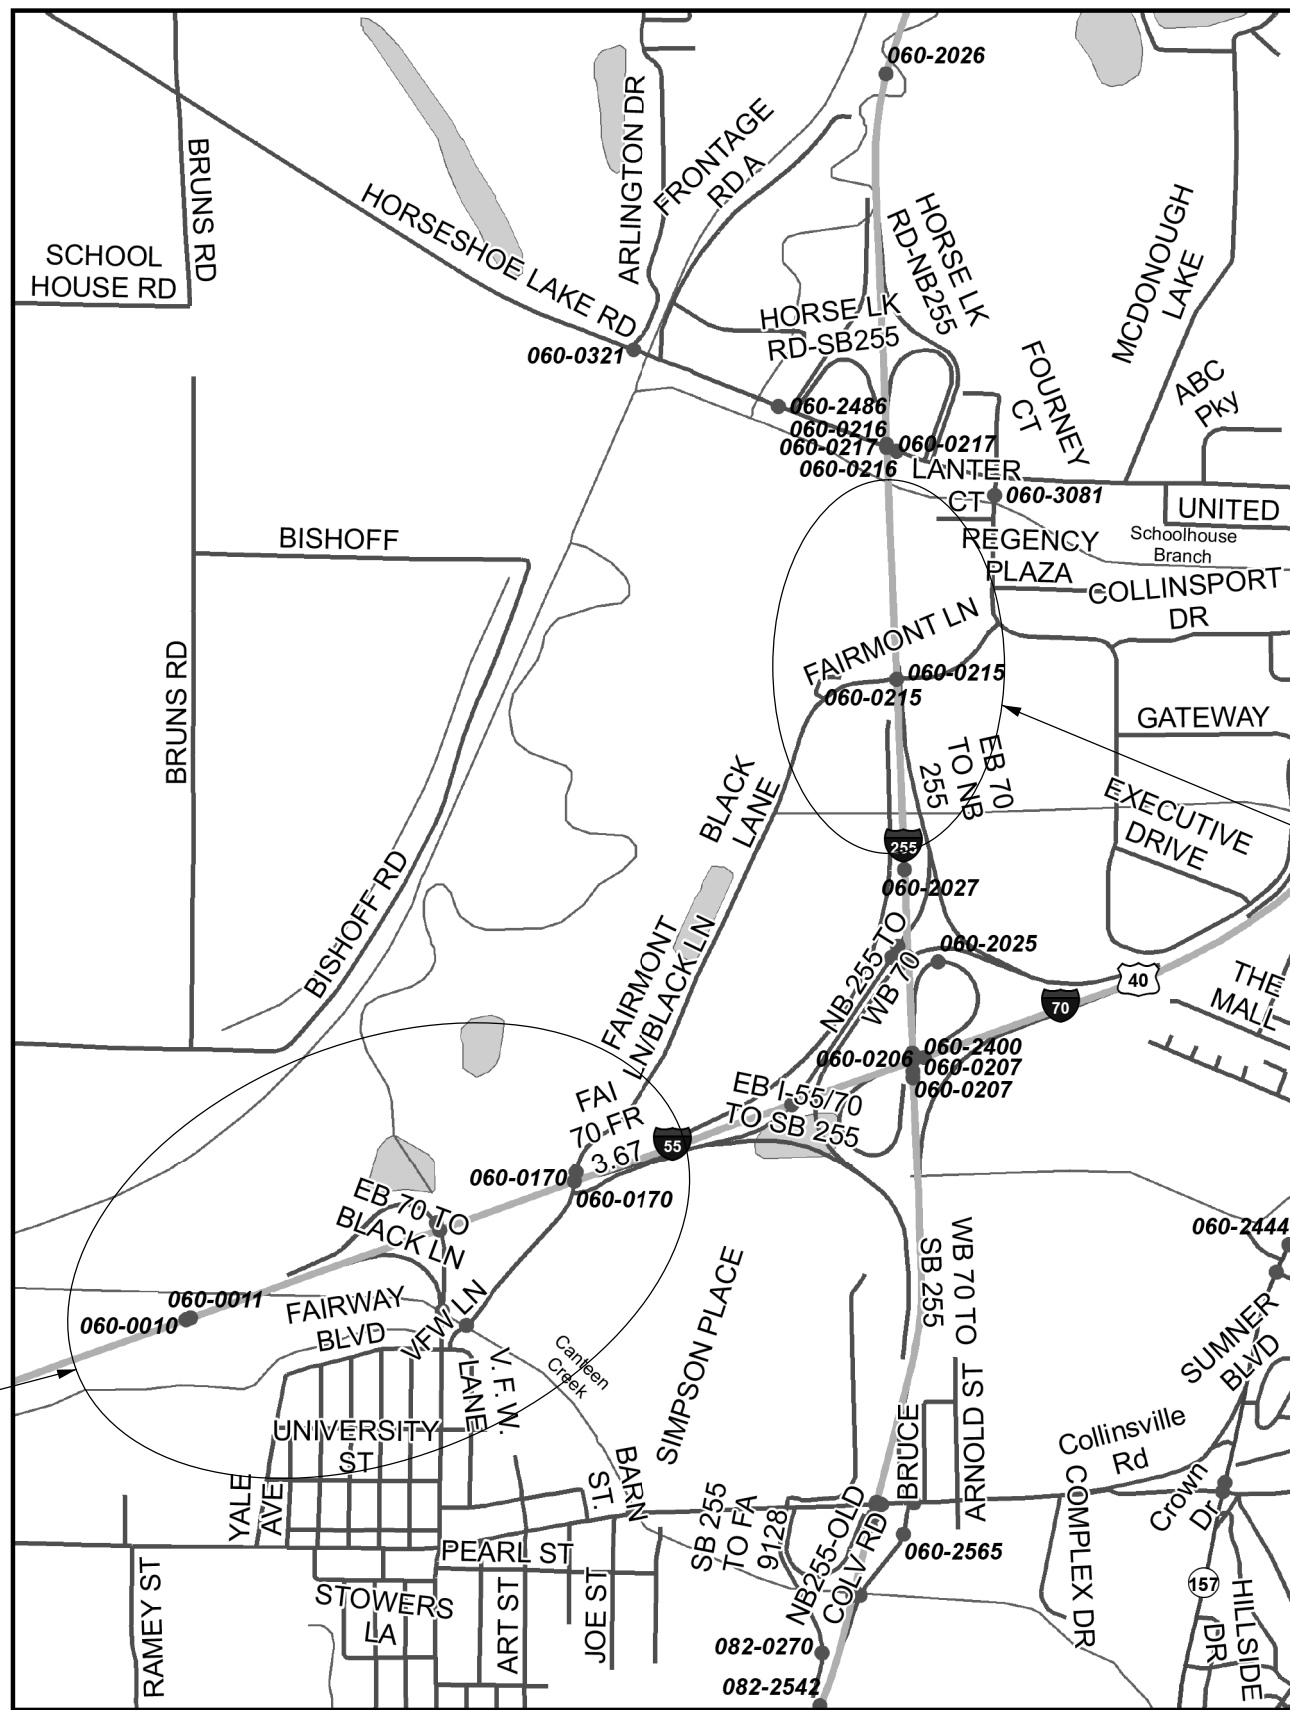 060-2026
BRUNS RD
ARLINGTON DR
FRONTAGE
RD A
HORSESHOE LAKE RD
SCHOOL
HOUSE RD
HORSE LK
RD-NB255
MCDONOUGH
LAKE
HORSE LK
RD-SB255
060-0321
FOURNEY
CT
ABC
Pky
060-2486
060-0216
060-0217
060-0217
060-0216
LANTER
CT
060-3081
UNITED
BISHOFF
REGENCY
PLAZA
Schoolhouse
Branch
COLLINSPORT
DR
FAIRMONT LN
060-0215
060-0215
BRUNS RD
GATEWAY
EB 70
TO NB
255
BLACK
LANE
EXECUTIVE
DRIVE
255
060-2027
BISHOFF RD
FAIRMONT
LN/BLACK LN
NB 255 TO
WB 70
060-2025
40
THE
MALL
70
060-2400
060-0206
060-0207
060-0207
EB I-55/70
TO SB 255
FAI
70 FR
3.67
55
060-0170
060-0170
EB 70 TO
BLACK LN
WB 70 TO
SB 255
060-2444
SIMPSON PLACE
060-0011
060-0010
FAIRWAY
BLVD
VFW LN
SUMNER
BLVD
Canteen
Creek
V.F.W.
LANE
UNIVERSITY
ST
ARNOLD ST
BRUCE
Collinsville
Rd
YALE
AVE
BARN
ST.
SB 255
TO FA
9128
NB255-OLD
COLV RD
COMPLEX DR
Crown
Dr
060-2565
PEARL ST
RAMEY ST
STOWERS
LA
ART ST
JOE ST
157
HILLSIDE
DR
082-0270
082-2542